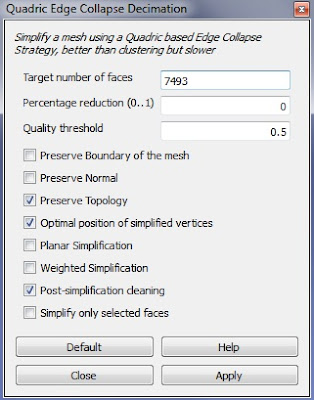 Quadric Edge Collapse Decimation
Simplify a mesh using a Quadric based Edge Collapse
Strategy, better than clustering but slower
Target number of faces 7493
Percentage reduction (0..1) 0
Quality threshold 0.5
Preserve Boundary of the mesh
Preserve Normal
Preserve Topology
Optimal position of simplified vertices
Planar Simplification
Weighted Simplification
Post-simplification cleaning
Simplify only selected faces
Default Help
Close Apply